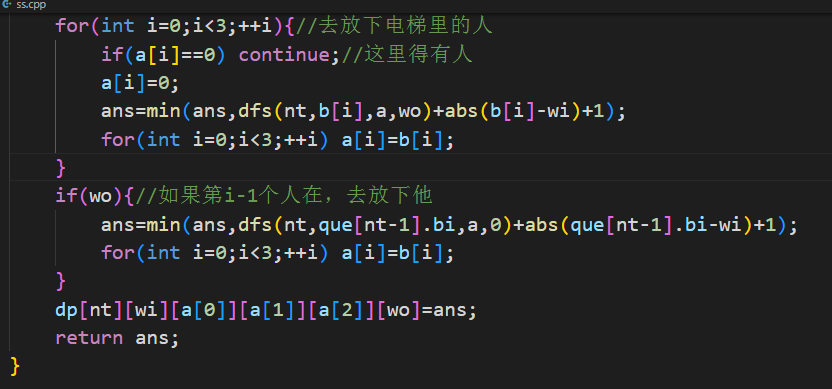 ss.cpp
for(int i=0;i<3;++i){//去放下电梯里的人
if(a[i]==0) continue;//这里得有人
a[i]=0;
ans=min(ans,dfs(nt,b[i],a,wo)+abs(b[i]-wi)+1);
for(int i=0;i<3;++i) a[i]=b[i];
}
if(wo){//如果第i-1个人在，去放下他
ans=min(ans,dfs(nt,que[nt-1].bi,a,0)+abs(que[nt-1].bi-wi)+1);
for(int i=0;i<3;++i) a[i]=b[i];
}
dp[nt][wi][a[0]][a[1]][a[2]][wo]=ans;
return ans;
}